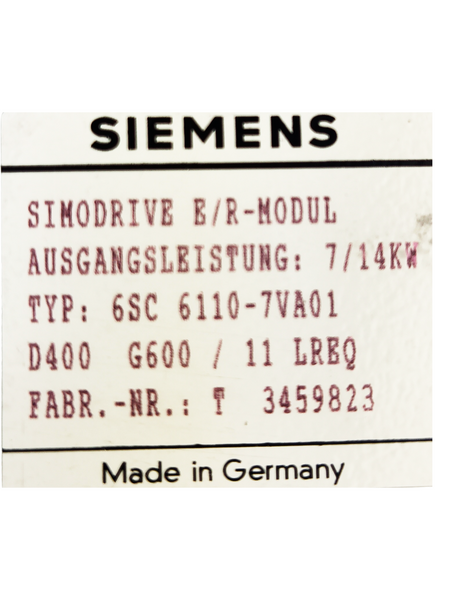 SIEMENS
SIMODRIVE E/R-MODUL
AUSGANGSLEISTUNG: 7/14KW
TYP: 6SC 6110-7VA01
D400 G600 / 11 LREQ
FABR.-NR.: T 3459823
Made in Germany